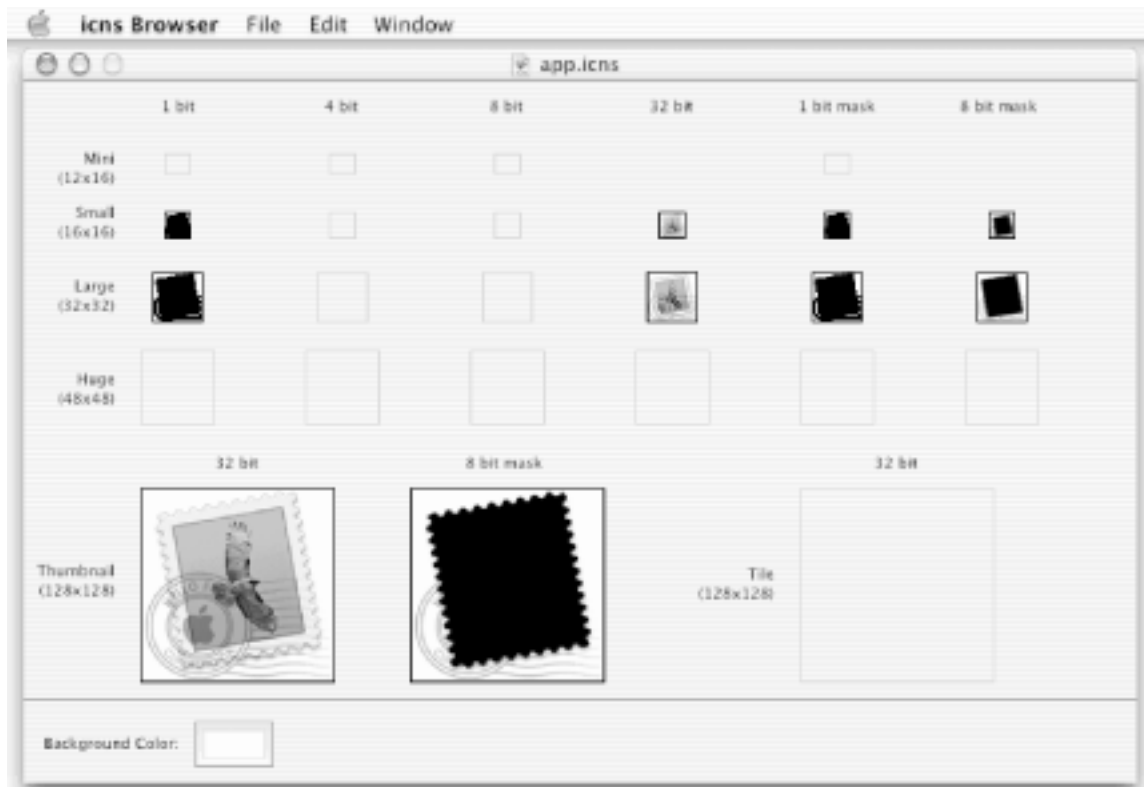 icns Browser File Edit Window
app.icns
1 bit 4 bit 8 bit 32 bit 1 bit mask 8 bit mask
Mini
(12x16)
Small
(16x16)
Large
(32x32)
Huge
(48x48)
32 bit 8 bit mask 32 bit
Thumbnail
(128x128)
Tile
(128x128)
Background Color: